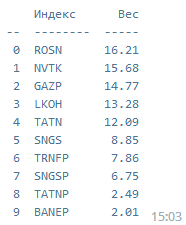 Индекс Вес
-- -------- -----
0 ROSN 16.21
1 NVTK 15.68
2 GAZP 14.77
3 LKOH 13.28
4 TATN 12.09
5 SNGS 8.85
6 TRNFP 7.86
7 SNGSP 6.75
8 TATNP 2.49
9 BANEP 2.01
15:03